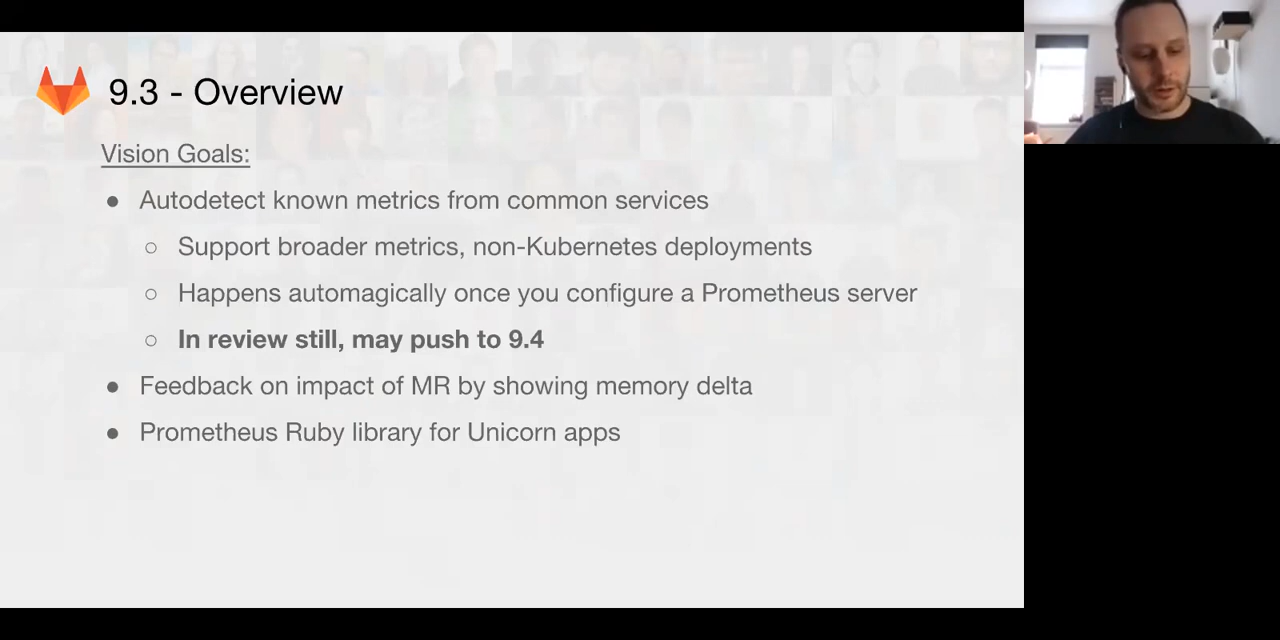 9.3 - Overview
Vision Goals:
● Autodetect known metrics from common services
○ Support broader metrics, non-Kubernetes deployments
○ Happens automagically once you configure a Prometheus server
○ In review still, may push to 9.4
● Feedback on impact of MR by showing memory delta
● Prometheus Ruby library for Unicorn apps